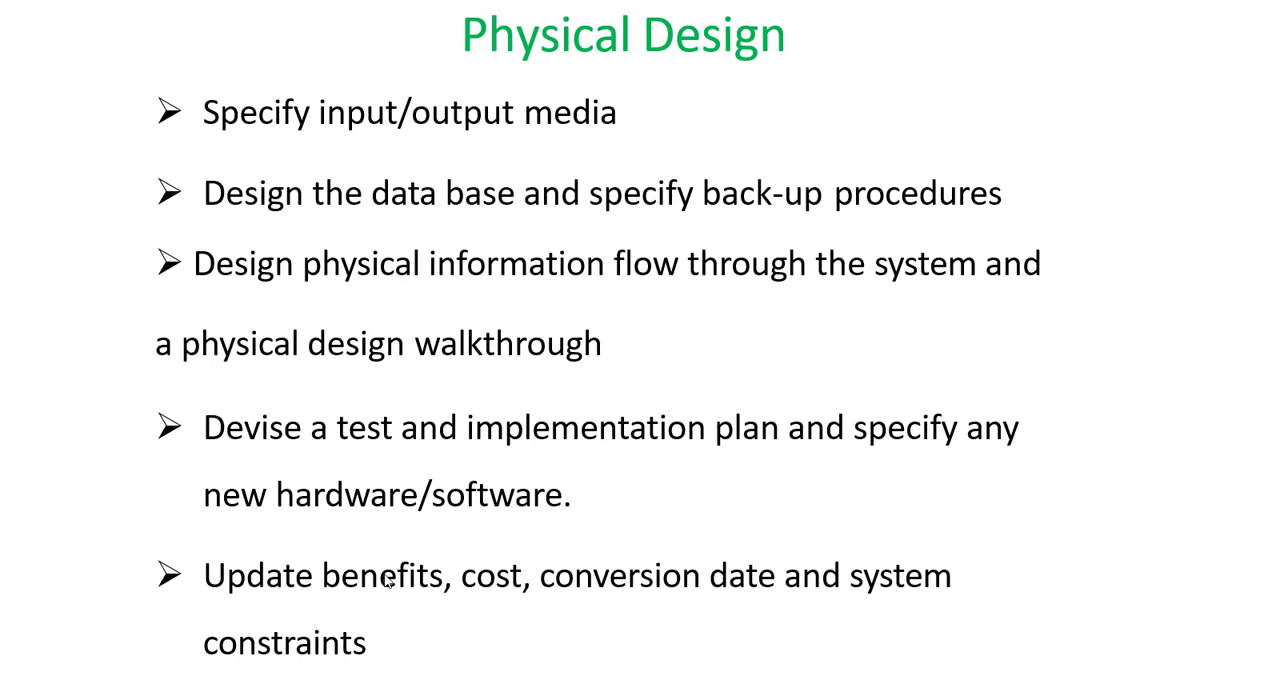 Physical Design
➢ Specify input/output media
➢ Design the data base and specify back-up procedures
➢ Design physical information flow through the system and
a physical design walkthrough
➢ Devise a test and implementation plan and specify any
new hardware/software.
➢ Update benefits, cost, conversion date and system
constraints